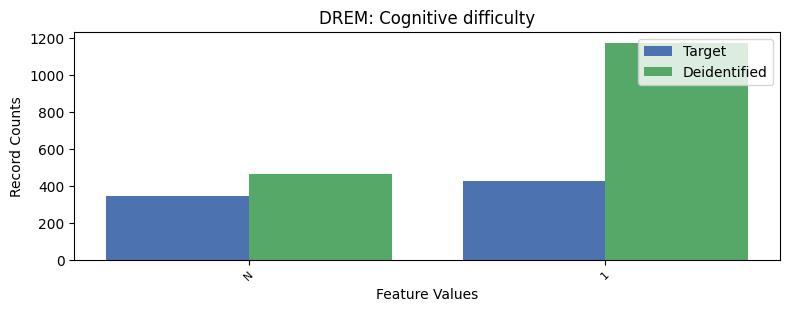 DREM: Cognitive difficulty
Record Counts
1200
1000
800
600
400
200
0
Target
Deidentified
N
1
Feature Values